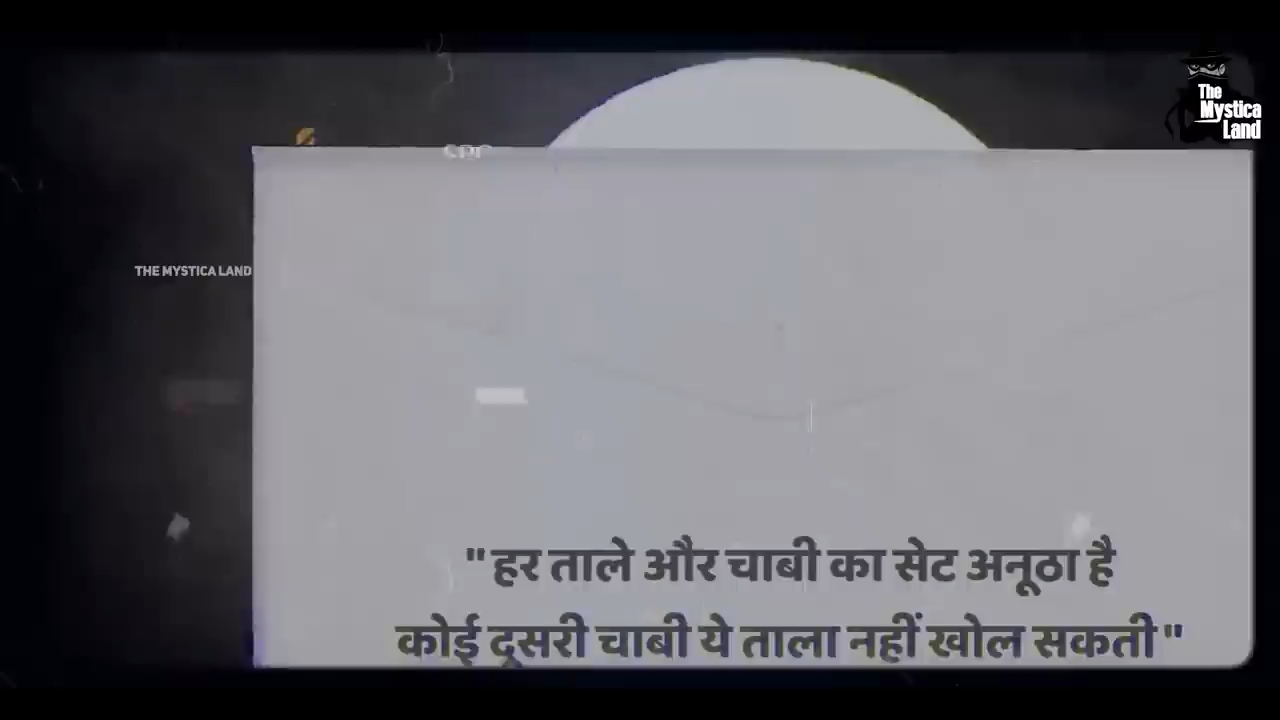 The
Mystica
Land
THE MYSTICA LAND
"हर ताले और चाबी का सेट अनूठा है
कोई दूसरी चाबी ये ताला नहीं खोल सकती"